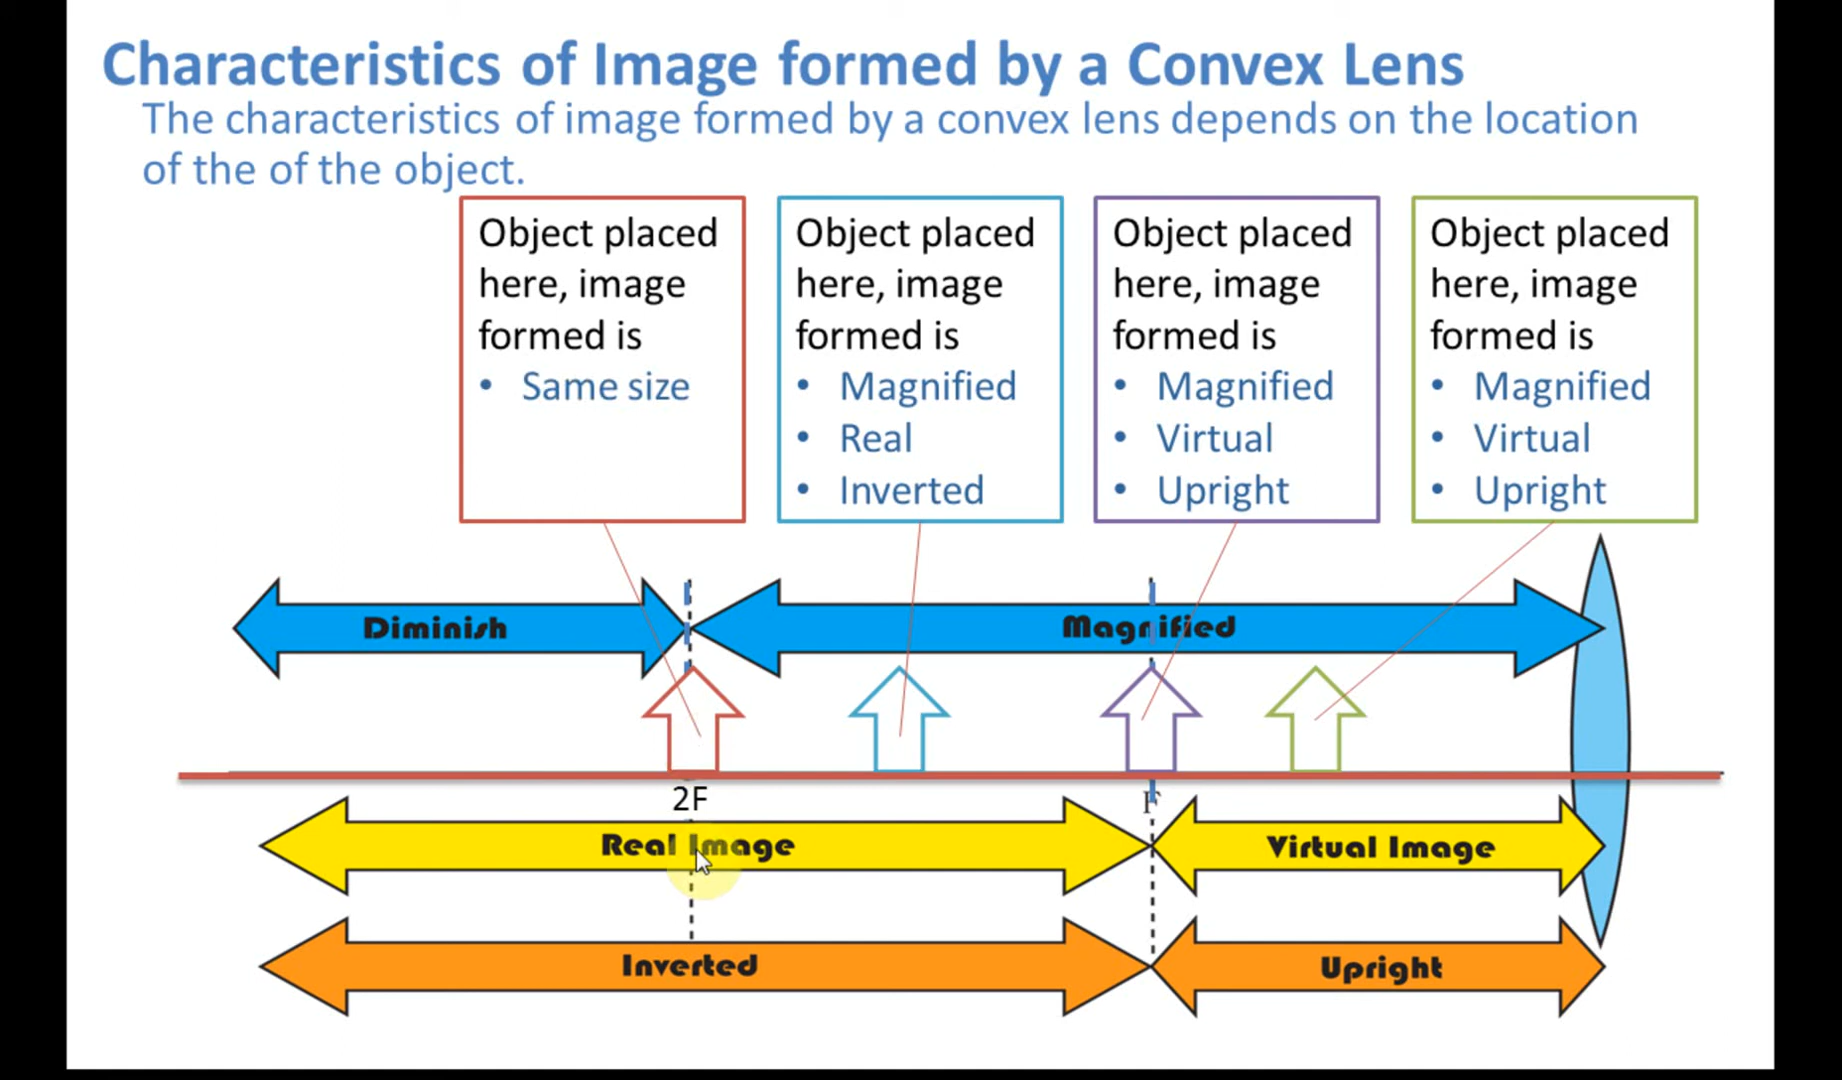 Characteristics of Image formed by a Convex Lens
The characteristics of image formed by a convex lens depends on the location
of the of the object.
Object placed
here, image
formed is
• Same size
Object placed
here, image
formed is
• Magnified
• Real
• Inverted
Object placed
here, image
formed is
• Magnified
• Virtual
• Upright
Object placed
here, image
formed is
• Magnified
• Virtual
• Upright
Diminish
Magnified
2F
F
Real Image
Virtual Image
Inverted
Upright